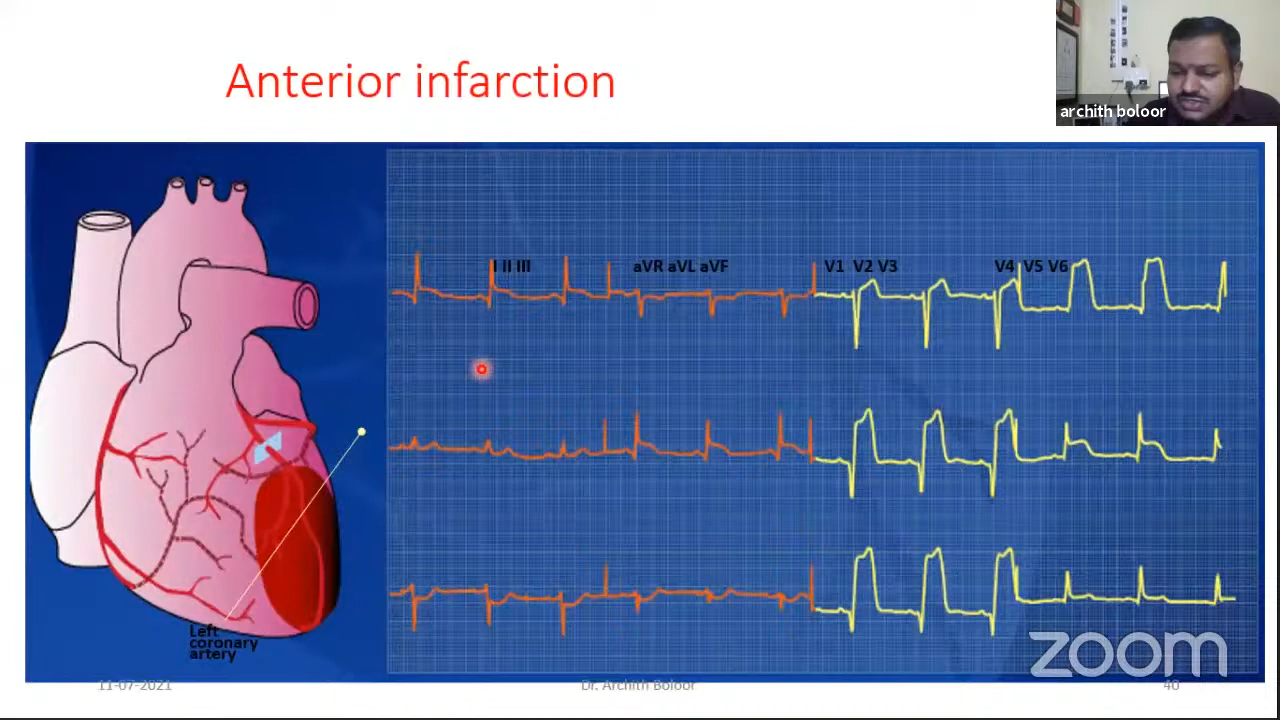 Anterior infarction
archith boloor
I II III
aVR aVL aVF
V1 V2 V3
V4 V5 V6
Left
coronary
artery
zoom
11-07-2021
Dr. Archith Boloor
40